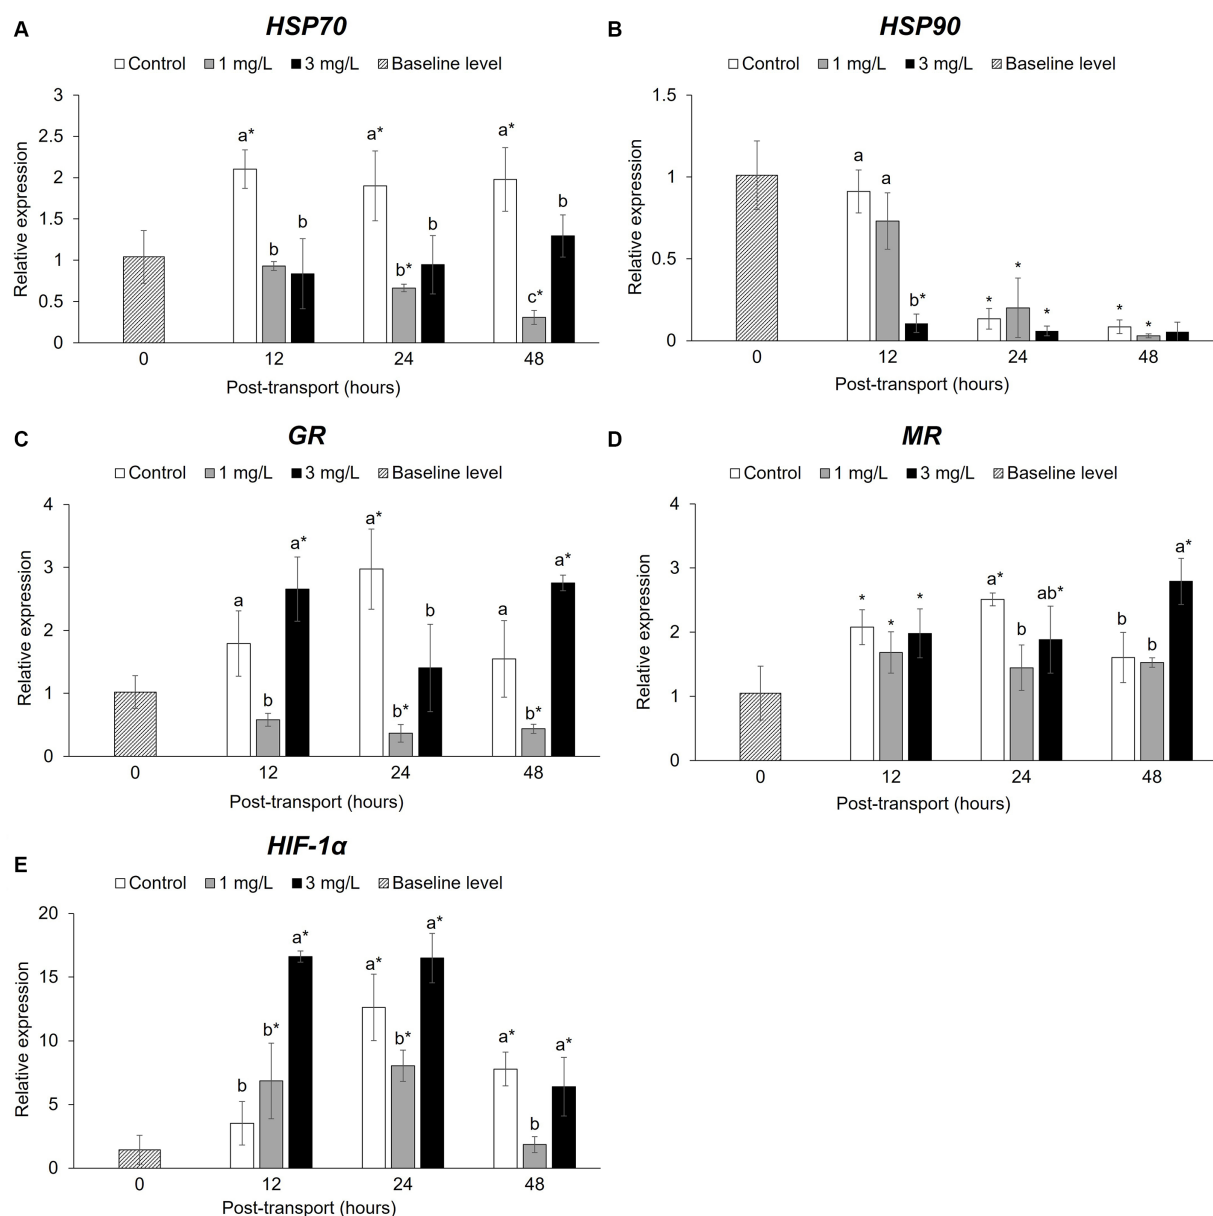 A
HSP70
Control 1 mg/L 3 mg/L Baseline level
Relative expression
3
2.5
2
1.5
1
0.5
0
a* b b
a* b* b
a* c* b
0 12 24 48
Post-transport (hours)
B
HSP90
Control 1 mg/L 3 mg/L Baseline level
Relative expression
1.5
1
0.5
0
a a b*
* * *
* *
0 12 24 48
Post-transport (hours)
C
GR
Control 1 mg/L 3 mg/L Baseline level
Relative expression
4
3
2
1
0
a b a*
a* b* b
a b* a*
0 12 24 48
Post-transport (hours)
D
MR
Control 1 mg/L 3 mg/L Baseline level
Relative expression
4
3
2
1
0
* * *
a* b ab*
b b a*
0 12 24 48
Post-transport (hours)
E
HIF-1α
Control 1 mg/L 3 mg/L Baseline level
Relative expression
20
15
10
5
0
b b* a*
a* b* a*
a* b a*
0 12 24 48
Post-transport (hours)